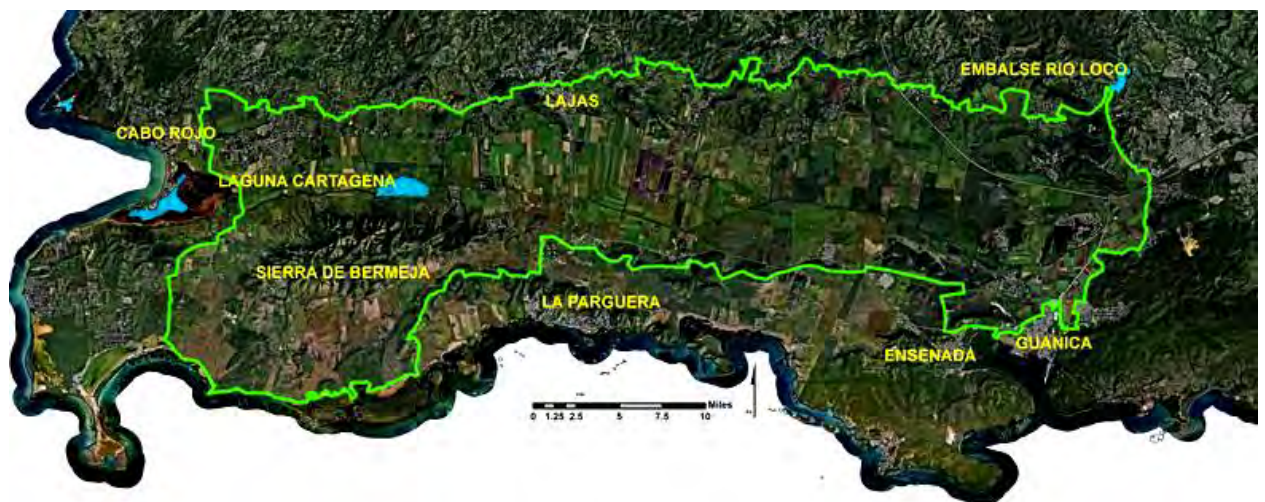 EMBALSE RIO LOCO
LAJAS
CABO ROJO
LAGUNA CARTAGENA
SIERRA DE BERMEJA
LA PARGUERA
ENSENADA
GUANICA
Miles
0 1.25 2.5 5 7.5 10